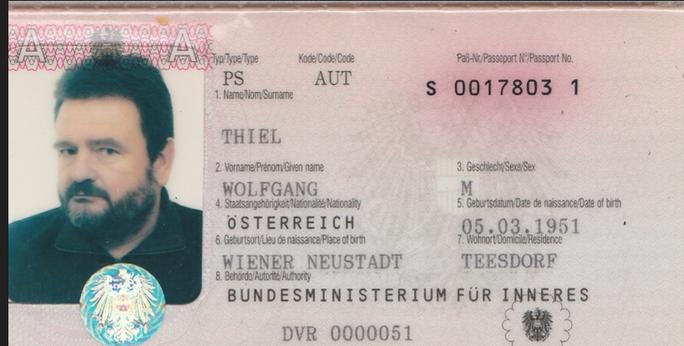 A A
Typ/Type/Type Kode/Code/Code Paß-Nr./Passeport Nº/Passport No.
PS AUT S 0017803 1
1. Name/Nom/Surname
THIEL
2. Vorname/Prénom/Given name 3. Geschlecht/Sexe/Sex
WOLFGANG M
4. Staatsangehörigkeit/Nationalité/Nationality 5. Geburtsdatum/Date de naissance/Date of birth
ÖSTERREICH 05.03.1951
6. Geburtsort/Lieu de naissance/Place of birth 7. Wohnort/Domicile/Residence
WIENER NEUSTADT TEESDORF
8. Behörde/Autorité/Authority
BUNDESMINISTERIUM FÜR INNERES
DVR 0000051